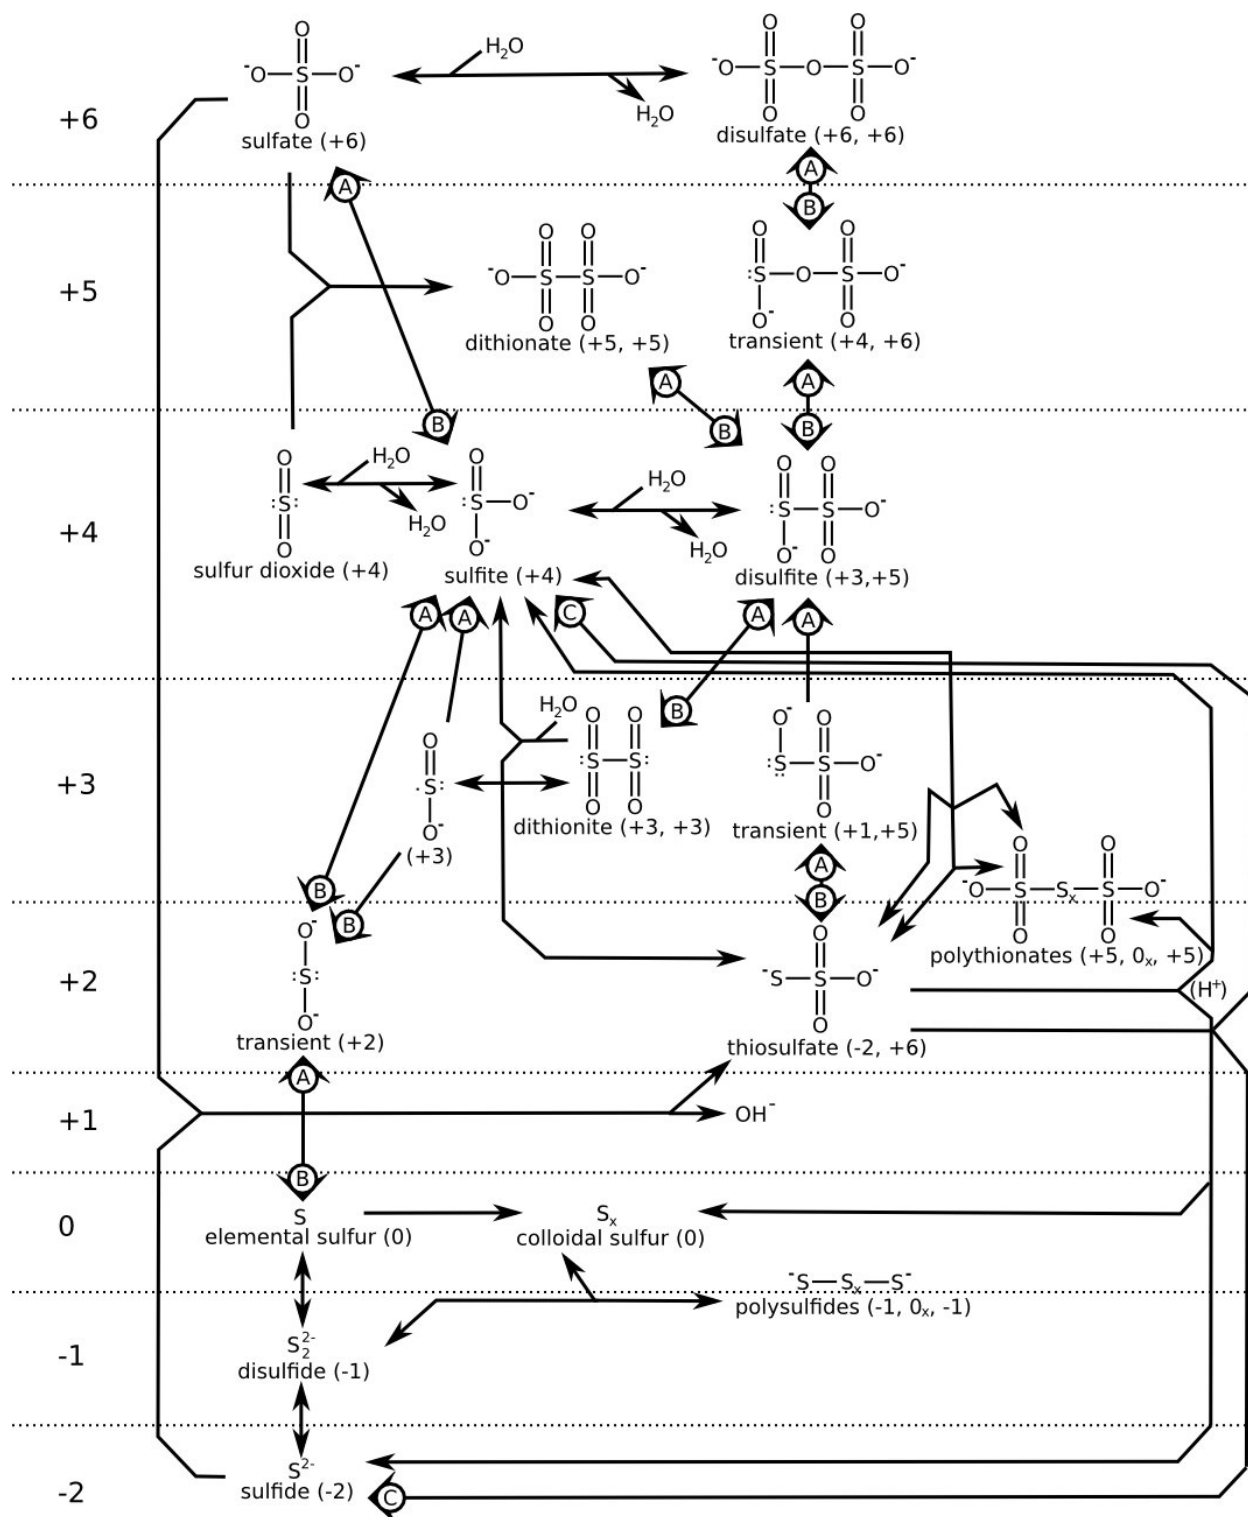 H₂O
H₂O
+6
sulfate (+6)
disulfate (+6, +6)
A
A
B
+5
dithionate (+5, +5)
transient (+4, +6)
A
A
B
B
B
H₂O
H₂O
H₂O
H₂O
+4
sulfur dioxide (+4)
sulfite (+4)
disulfite (+3,+5)
A
A
C
A
A
B
H₂O
+3
dithionite (+3, +3)
transient (+1,+5)
(+3)
A
B
B
B
⁻O S Sₓ S O⁻
polythionates (+5, 0ₓ, +5)
+2
⁻S S O⁻
(H⁺)
transient (+2)
thiosulfate (-2, +6)
A
+1
OH⁻
B
0
S
Sₓ
elemental sulfur (0)
colloidal sulfur (0)
⁻S—Sₓ—S⁻
polysulfides (-1, 0ₓ, -1)
-1
S₂²⁻
disulfide (-1)
S²⁻
-2
sulfide (-2)
C